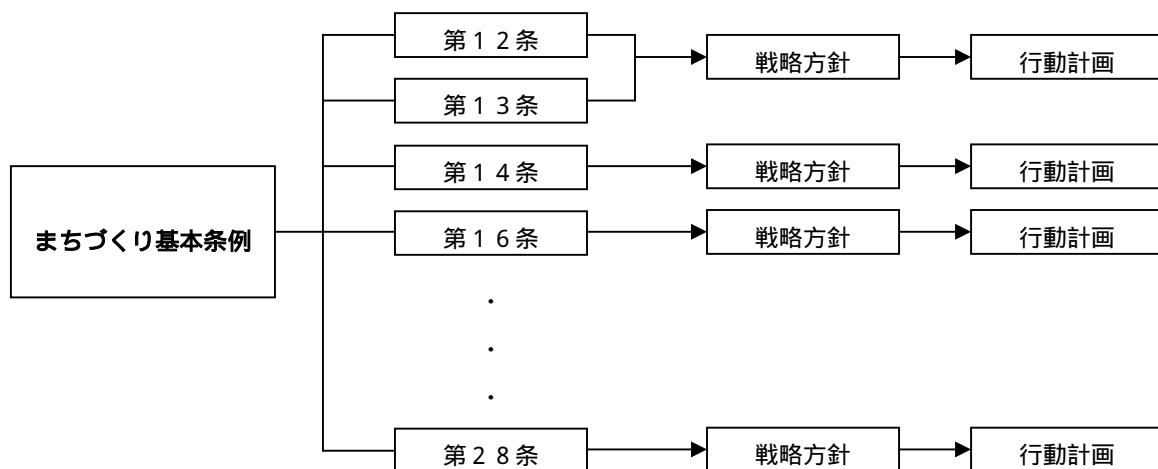 第１２条
戦略方針
行動計画
第１３条
第１４条
戦略方針
行動計画
まちづくり基本条例
第１６条
戦略方針
行動計画
・
・
・
第２８条
戦略方針
行動計画